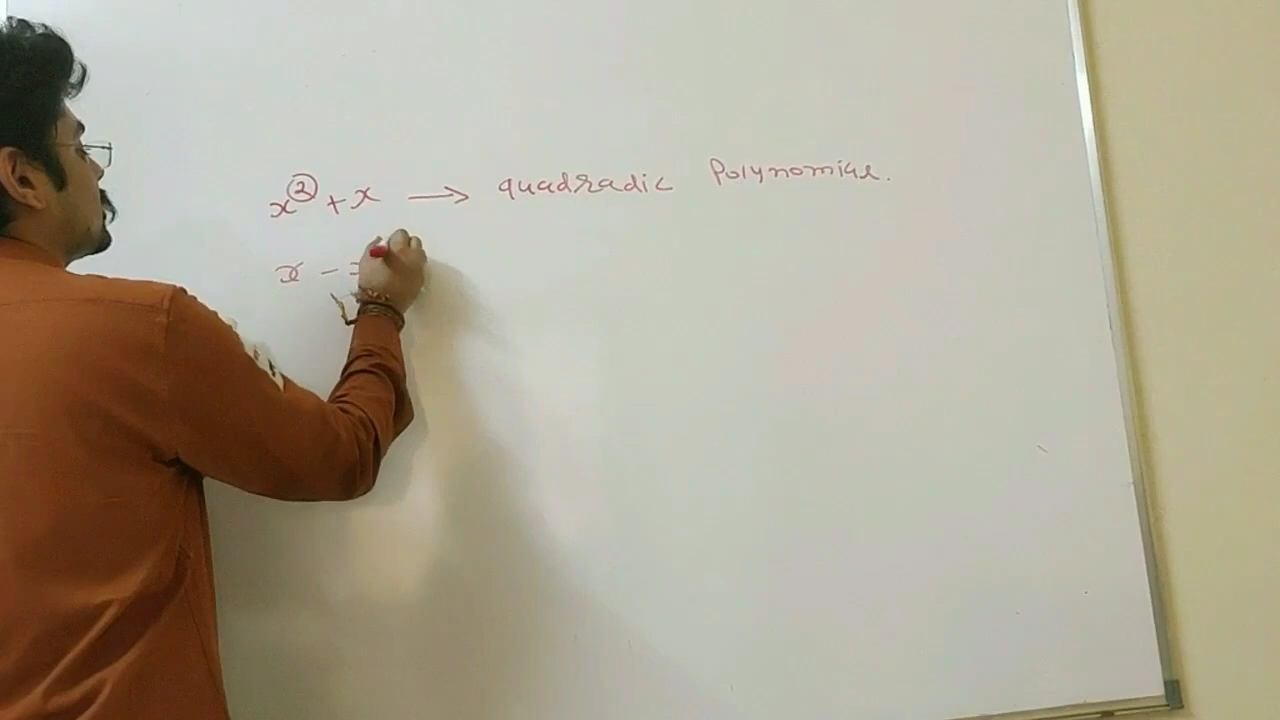 x² + x → quadradic Polynomial.
x -